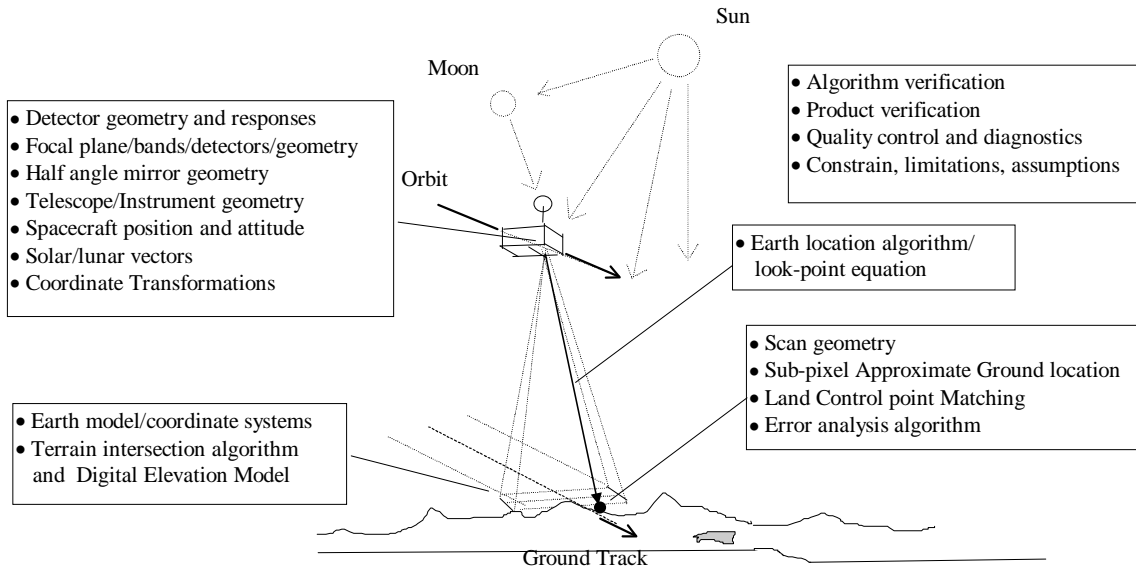 Sun
Moon
• Algorithm verification
• Product verification
• Quality control and diagnostics
• Constrain, limitations, assumptions
• Detector geometry and responses
• Focal plane/bands/detectors/geometry
• Half angle mirror geometry
• Telescope/Instrument geometry
• Spacecraft position and attitude
• Solar/lunar vectors
• Coordinate Transformations
Orbit
• Earth location algorithm/
look-point equation
• Scan geometry
• Sub-pixel Approximate Ground location
• Land Control point Matching
• Error analysis algorithm
• Earth model/coordinate systems
• Terrain intersection algorithm
and Digital Elevation Model
Ground Track